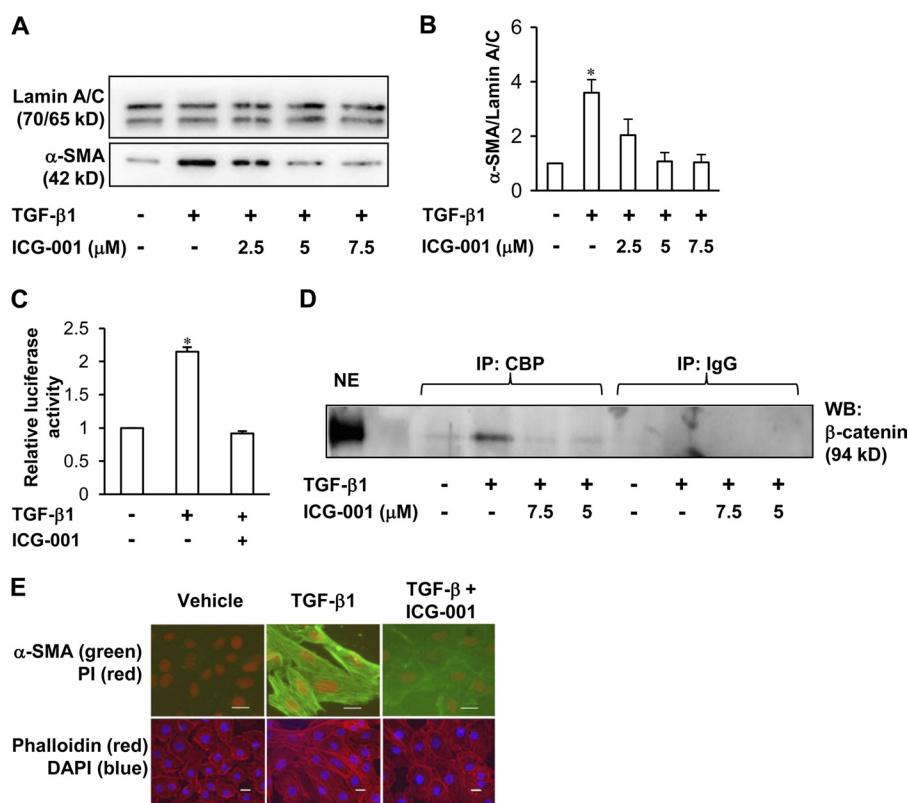 A
Lamin A/C
(70/65 kD)
α-SMA
(42 kD)
TGF-β1 - + + + +
ICG-001 (μM) - - 2.5 5 7.5
B
α-SMA/Lamin A/C
6
4
2
0
*
TGF-β1 - + + + +
ICG-001 (μM) - - 2.5 5 7.5
C
Relative luciferase
activity
2.5
2
1.5
1
0.5
0
*
TGF-β1 - + +
ICG-001 - - +
D
NE
IP: CBP
IP: IgG
WB:
β-catenin
(94 kD)
TGF-β1 - + + + - + + +
ICG-001 (μM) - - 7.5 5 - - 7.5 5
E
Vehicle
TGF-β1
TGF-β +
ICG-001
α-SMA (green)
PI (red)
Phalloidin (red)
DAPI (blue)